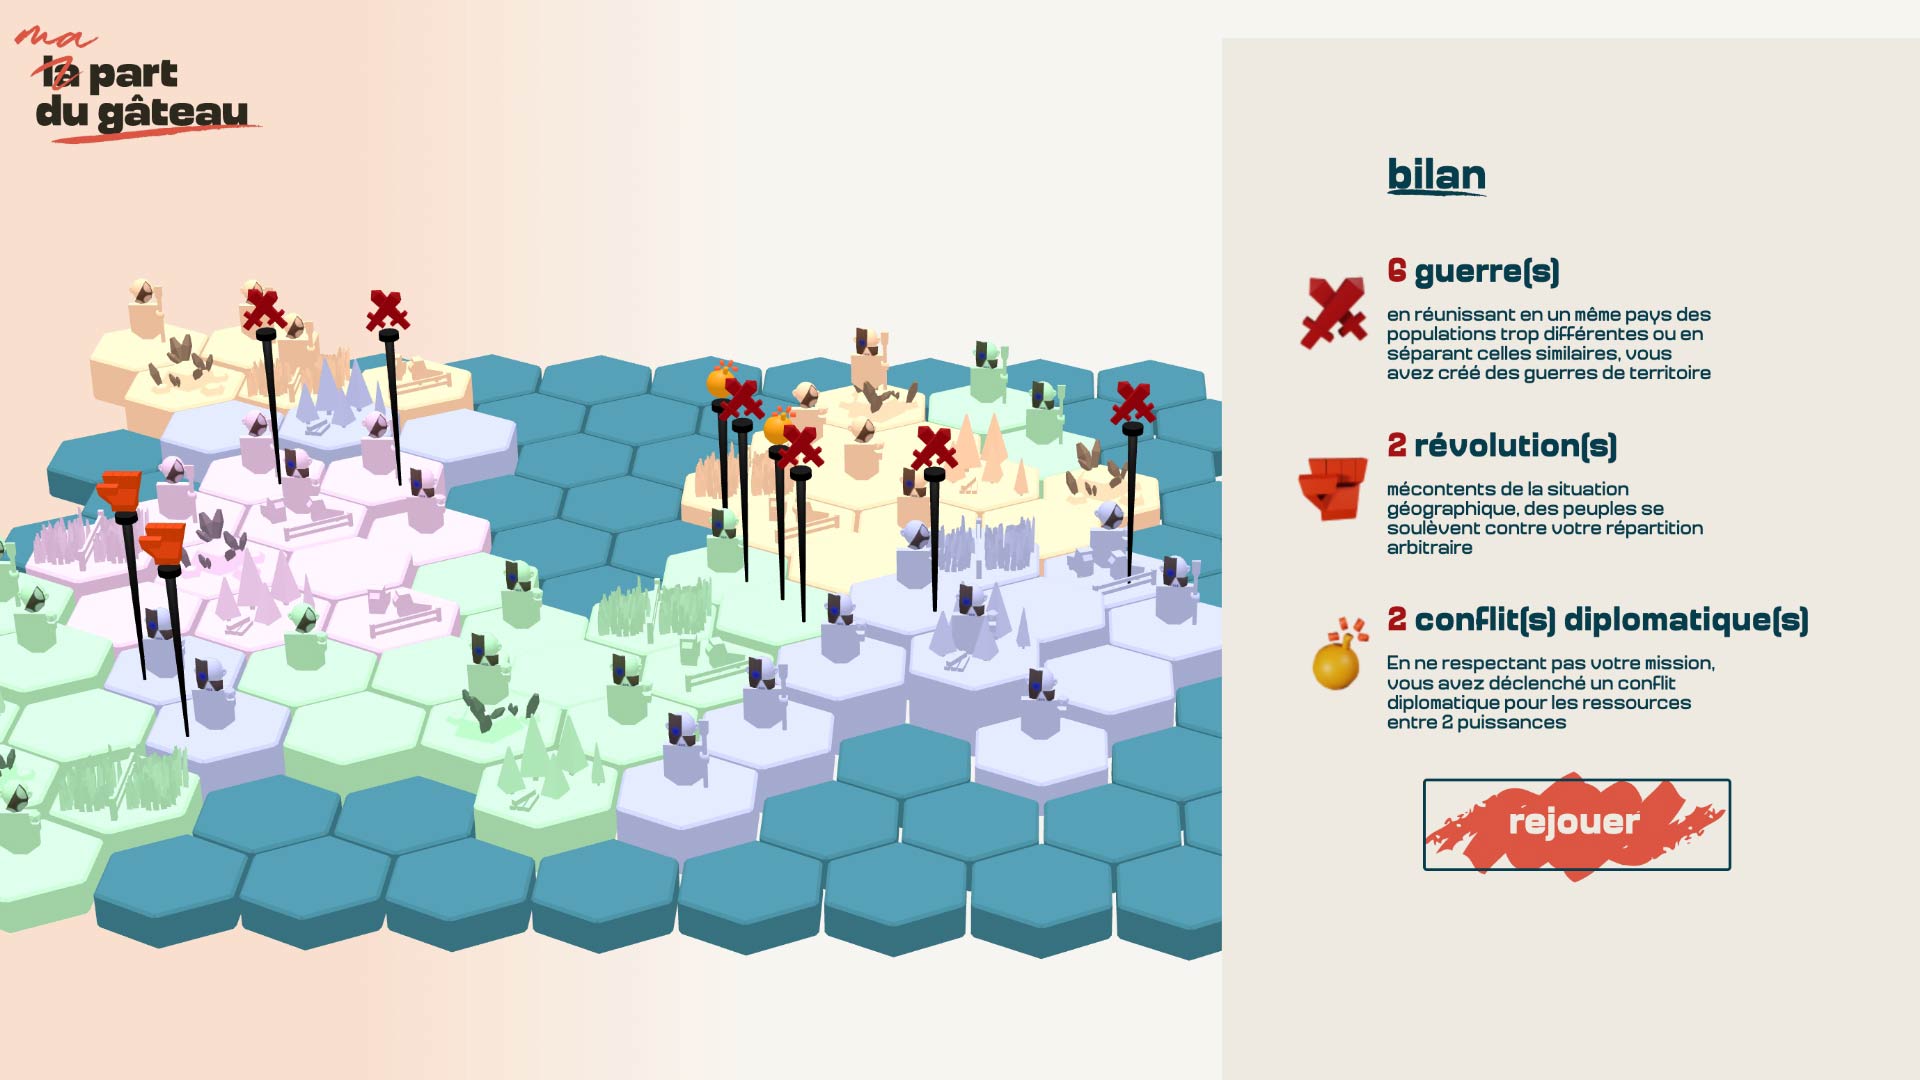 ma
la part
du gâteau
bilan
6 guerre(s)
en réunissant en un même pays des
populations trop différentes ou en
séparant celles similaires, vous
avez créé des guerres de territoire
2 révolution(s)
mécontents de la situation
géographique, des peuples se
soulèvent contre votre répartition
arbitraire
2 conflit(s) diplomatique(s)
En ne respectant pas votre mission,
vous avez déclenché un conflit
diplomatique pour les ressources
entre 2 puissances
rejouer